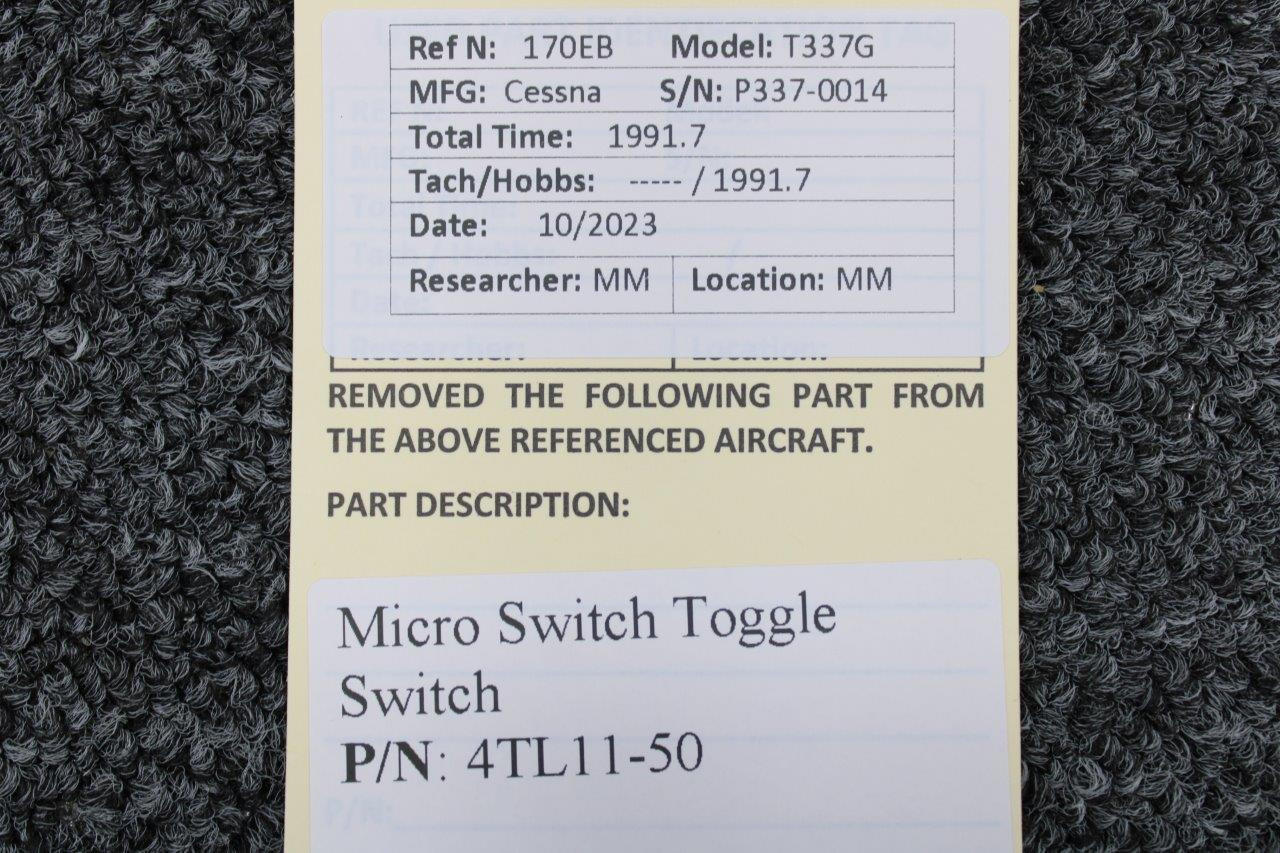 Ref N: 170EB Model: T337G
MFG: Cessna S/N: P337-0014
Total Time: 1991.7
Tach/Hobbs: ----- / 1991.7
Date: 10/2023
Researcher: MM Location: MM
Researcher: Location:
REMOVED THE FOLLOWING PART FROM
THE ABOVE REFERENCED AIRCRAFT.
PART DESCRIPTION:
Micro Switch Toggle
Switch
P/N: 4TL11-50
P/N: